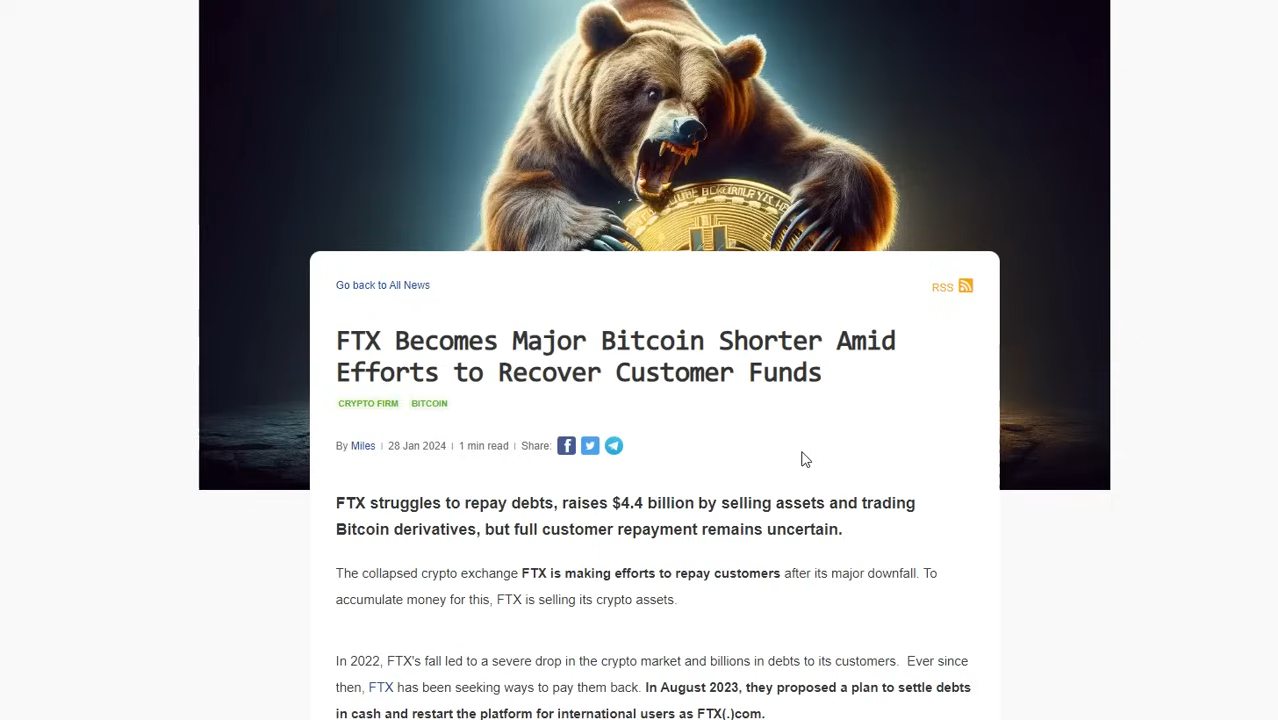 Go back to All News
RSS
FTX Becomes Major Bitcoin Shorter Amid
Efforts to Recover Customer Funds
CRYPTO FIRM BITCOIN
By Miles | 28 Jan 2024 | 1 min read | Share:
FTX struggles to repay debts, raises $4.4 billion by selling assets and trading
Bitcoin derivatives, but full customer repayment remains uncertain.
The collapsed crypto exchange FTX is making efforts to repay customers after its major downfall. To
accumulate money for this, FTX is selling its crypto assets.
In 2022, FTX's fall led to a severe drop in the crypto market and billions in debts to its customers. Ever since
then, FTX has been seeking ways to pay them back. In August 2023, they proposed a plan to settle debts
in cash and restart the platform for international users as FTX(.)com.